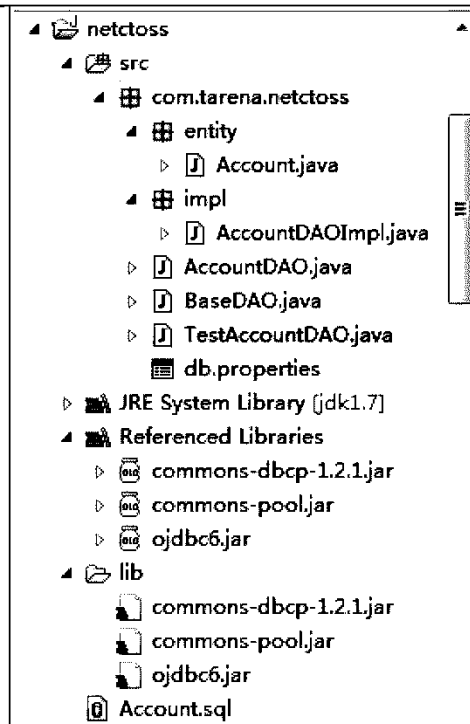 netctoss
src
com.tarena.netctoss
entity
Account.java
impl
AccountDAOImpl.java
AccountDAO.java
BaseDAO.java
TestAccountDAO.java
db.properties
JRE System Library [jdk1.7]
Referenced Libraries
commons-dbcp-1.2.1.jar
commons-pool.jar
ojdbc6.jar
lib
commons-dbcp-1.2.1.jar
commons-pool.jar
ojdbc6.jar
Account.sql